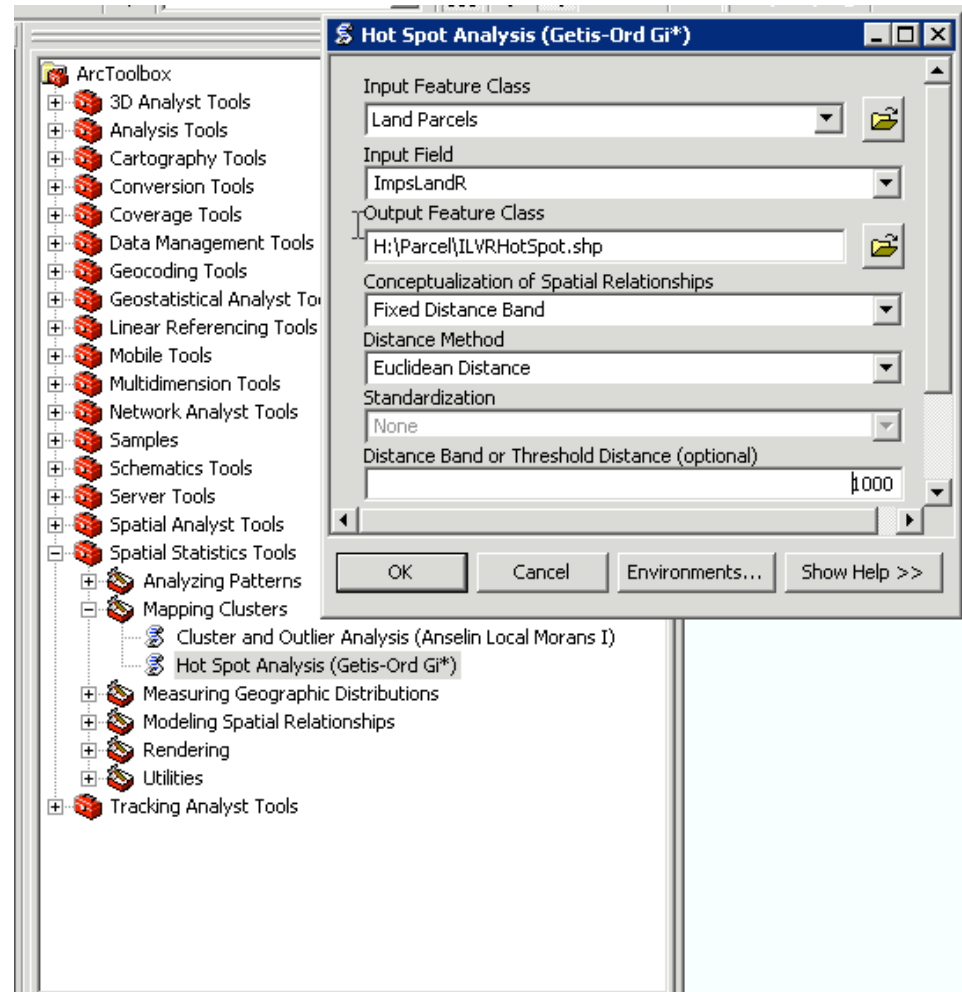 Hot Spot Analysis (Getis-Ord Gi*)
ArcToolbox
3D Analyst Tools
Analysis Tools
Cartography Tools
Conversion Tools
Coverage Tools
Data Management Tools
Geocoding Tools
Geostatistical Analyst
Linear Referencing Tools
Mobile Tools
Multidimension Tools
Network Analyst Tools
Samples
Schematics Tools
Server Tools
Spatial Analyst Tools
Spatial Statistics Tools
Analyzing Patterns
Mapping Clusters
Cluster and Outlier Analysis (Anselin Local Morans I)
Hot Spot Analysis (Getis-Ord Gi*)
Measuring Geographic Distributions
Modeling Spatial Relationships
Rendering
Utilities
Tracking Analyst Tools
Input Feature Class
Land Parcels
Input Field
ImpsLandR
Output Feature Class
H:\Parcel\ILVRHotSpot.shp
Conceptualization of Spatial Relationships
Fixed Distance Band
Distance Method
Euclidean Distance
Standardization
None
Distance Band or Threshold Distance (optional)
1000
OK
Cancel
Environments...
Show Help >>